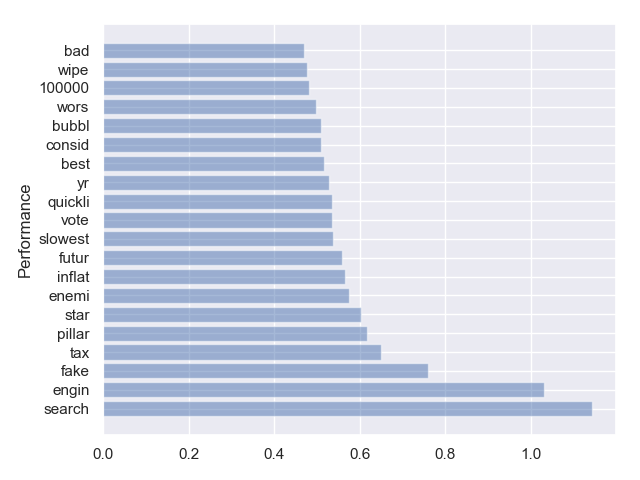 bad
wipe
100000
wors
bubbl
consid
best
yr
quickli
vote
slowest
futur
inflat
enemi
star
pillar
tax
fake
engin
search
Performance
0.0 0.2 0.4 0.6 0.8 1.0